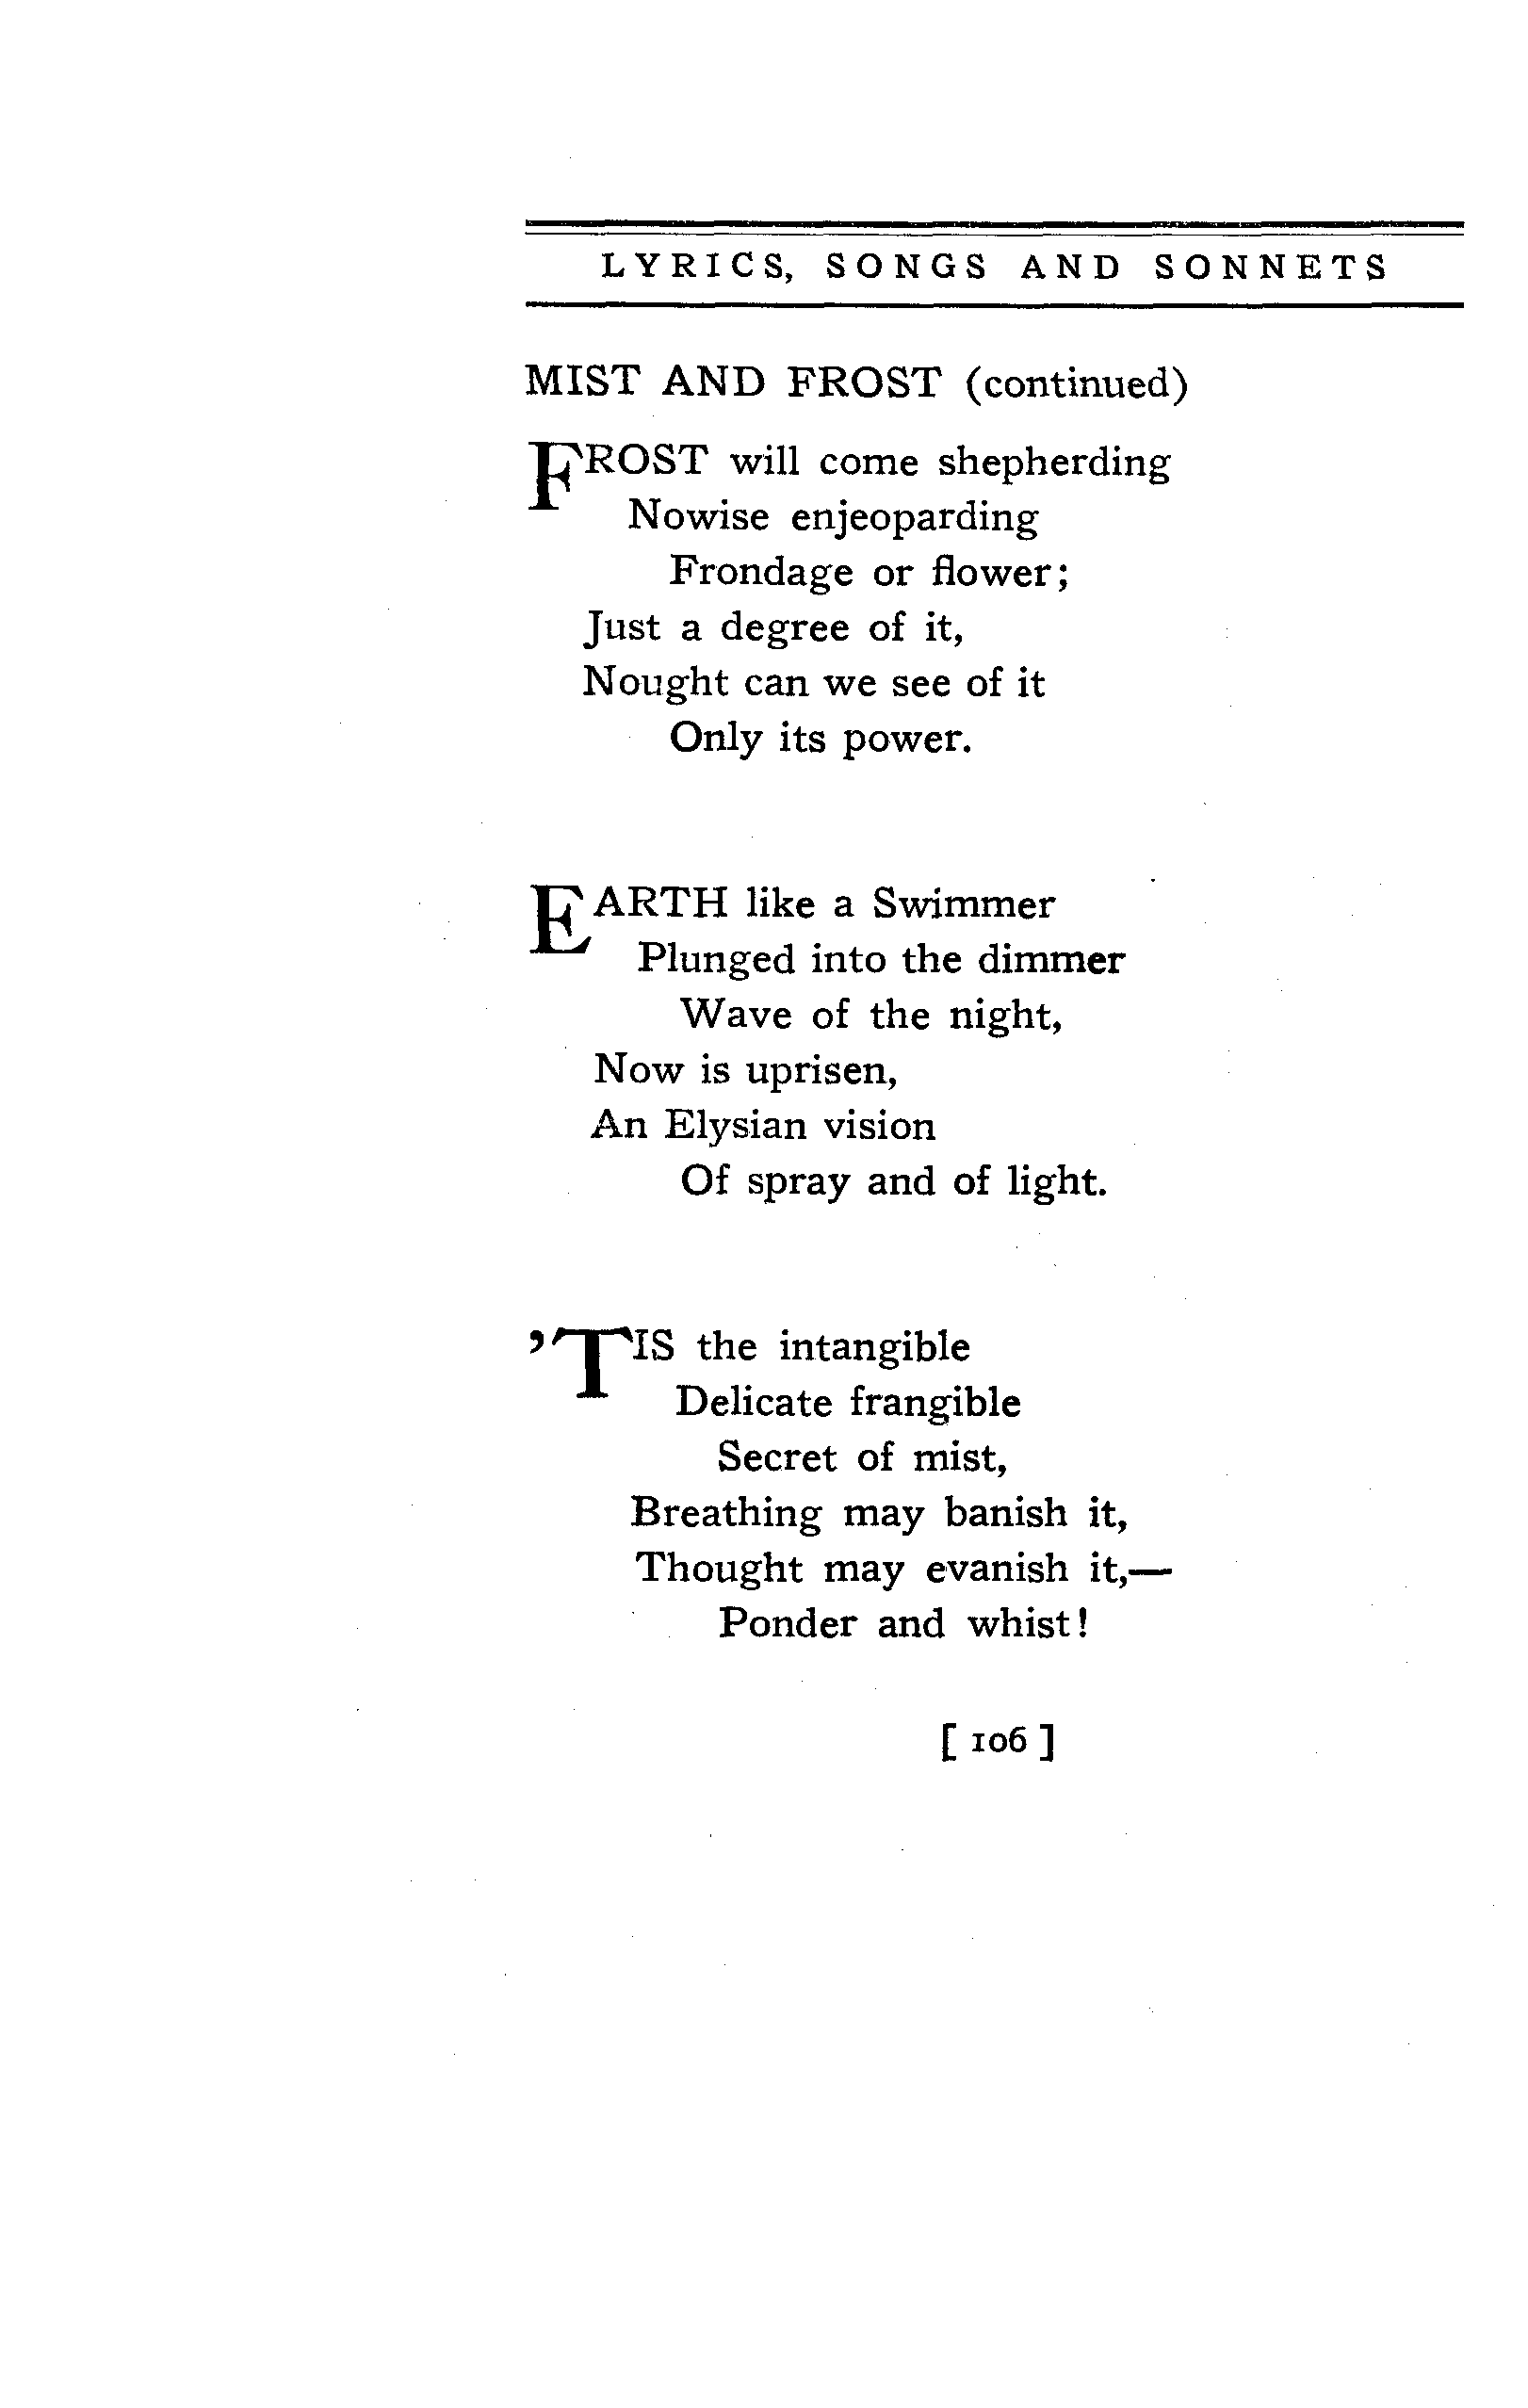 LYRICS, SONGS AND SONNETS
MIST AND FROST (continued)
FROST will come shepherding
Nowise enjeoparding
Frondage or flower;
Just a degree of it,
Nought can we see of it
Only its power.
EARTH like a Swimmer
Plunged into the dimmer
Wave of the night,
Now is uprisen,
An Elysian vision
Of spray and of light.
'TIS the intangible
Delicate frangible
Secret of mist,
Breathing may banish it,
Thought may evanish it,—
Ponder and whist!
[ 106 ]